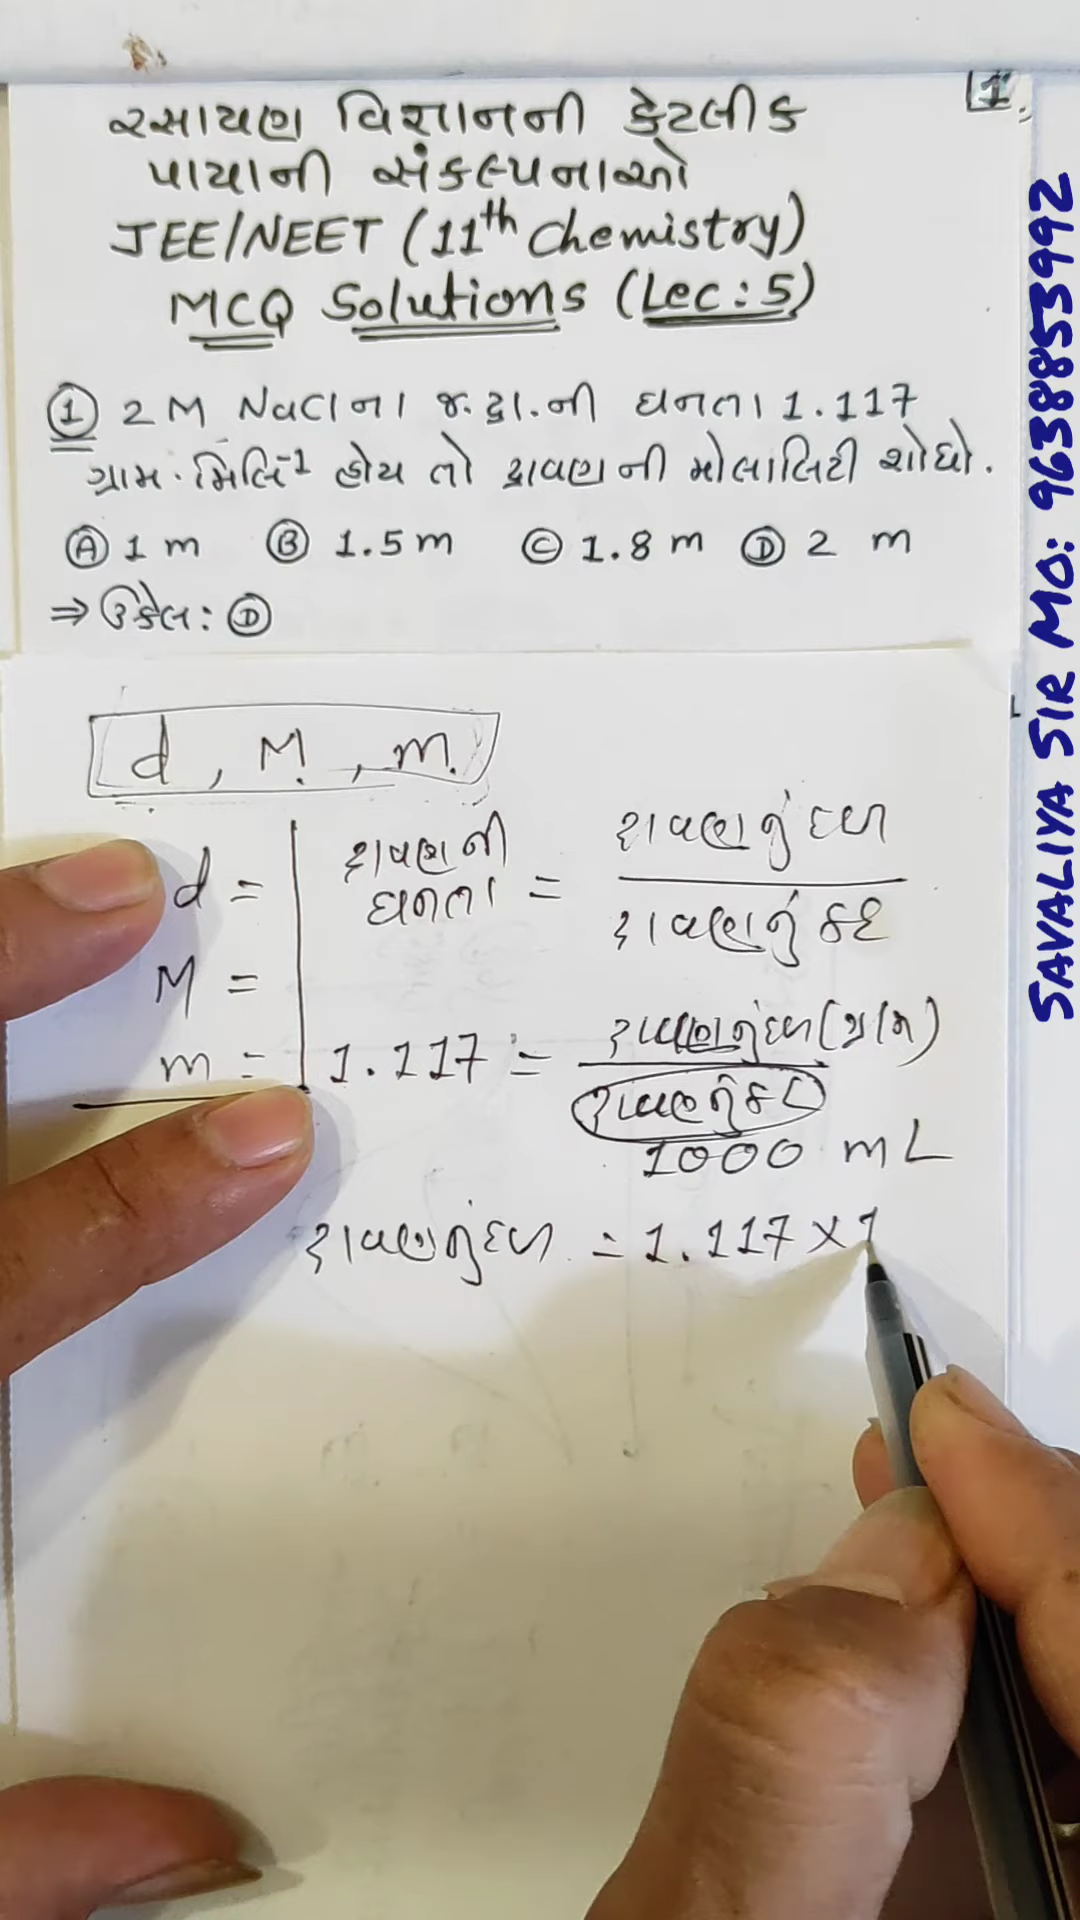 1.
રસાયણ વિજ્ઞાનની કેટલીક
પાયાની સંકલ્પનાઓ
JEE/NEET (11th Chemistry)
MCQ Solutions (Lec:5)
① 2 M NaCl ના જ.દ્રા.ની ઘનતા 1.117
ગ્રામ.મિલિ⁻¹ હોય તો દ્રાવણની મોલાલિટી શોધો.
Ⓐ 1 m Ⓑ 1.5 m Ⓒ 1.8 m Ⓓ 2 m
⇒ ઉકેલ: Ⓓ
d, M, m.
d =
M =
m =
દ્રાવણની ઘનતા = દ્રાવણનું દળ / દ્રાવણનું કદ
1.117 = દ્રાવણનું દળ (ગ્રામ) / દ્રાવણનું કદ
1000 mL
દ્રાવણનું દળ = 1.117 × 1
SAVALIYA SIR MO: 9638853992